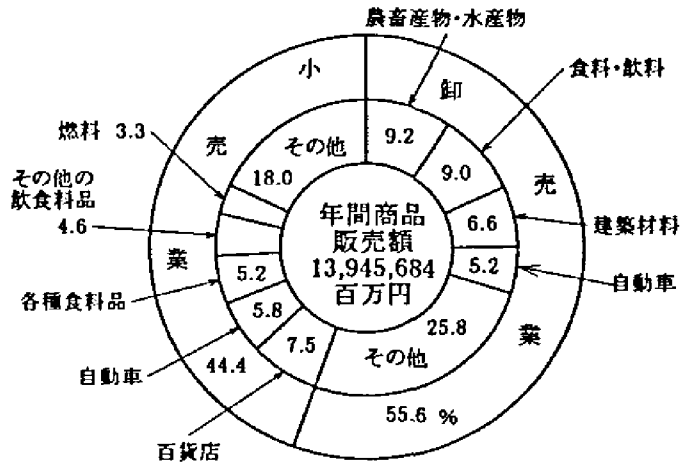 農畜産物・水産物
食料・飲料
建築材料
自動車
小売業
卸売業
燃料 3.3
その他の
飲食料品
4.6
各種食料品
自動車
百貨店
その他
18.0
9.2
9.0
6.6
5.2
25.8
その他
7.5
5.8
5.2
44.4
55.6 %
年間商品
販売額
13,945,684
百万円